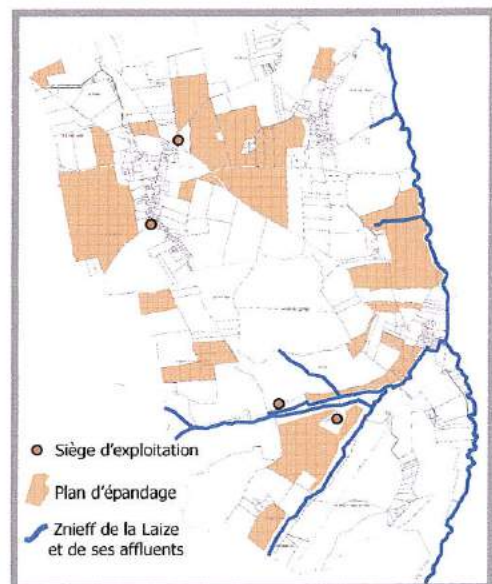 Siège d'exploitation
Plan d'épandage
Znieff de la Laize
et de ses affluents